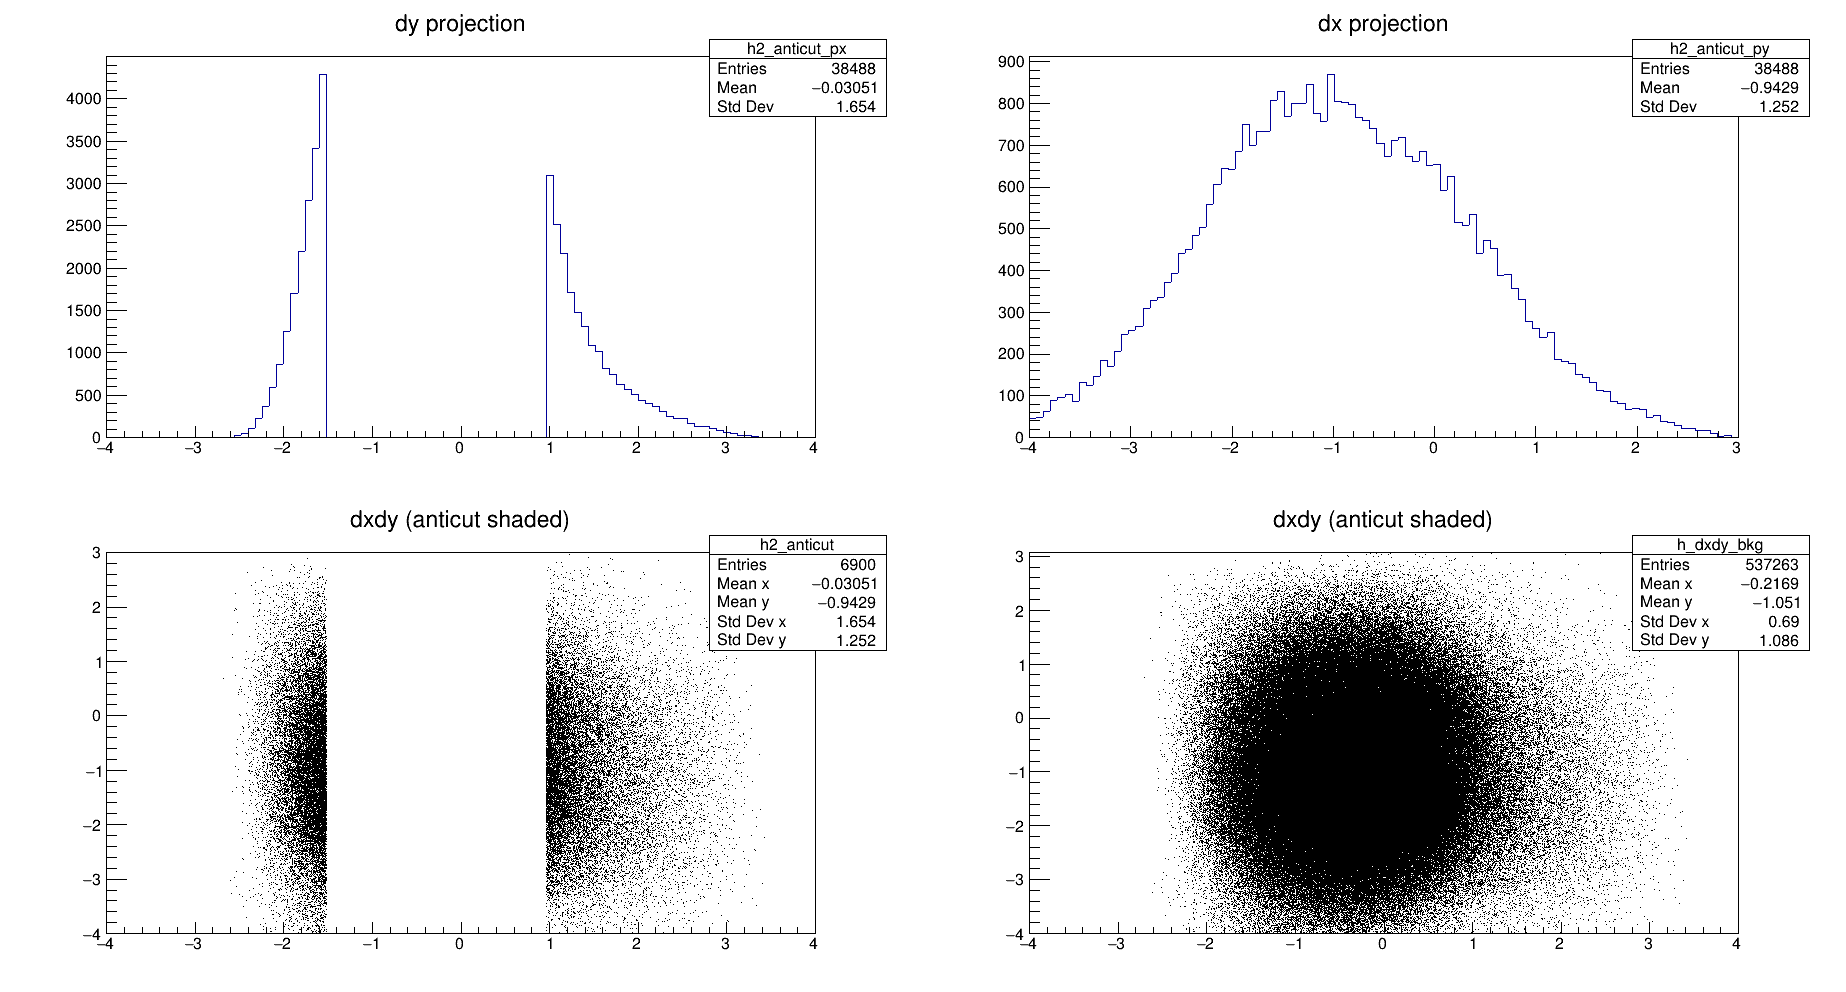 dy projection
h2_anticut_px
Entries 38488
Mean −0.03051
Std Dev 1.654
4000
3500
3000
2500
2000
1500
1000
500
0
−4 −3 −2 −1 0 1 2 3 4
dx projection
h2_anticut_py
Entries 38488
Mean −0.9429
Std Dev 1.252
900
800
700
600
500
400
300
200
100
0
−4 −3 −2 −1 0 1 2 3
dxdy (anticut shaded)
h2_anticut
Entries 6900
Mean x −0.03051
Mean y −0.9429
Std Dev x 1.654
Std Dev y 1.252
3
2
1
0
−1
−2
−3
−4
−4 −3 −2 −1 0 1 2 3 4
dxdy (anticut shaded)
h_dxdy_bkg
Entries 537263
Mean x −0.2169
Mean y −1.051
Std Dev x 0.69
Std Dev y 1.086
3
2
1
0
−1
−2
−3
−4
−4 −3 −2 −1 0 1 2 3 4